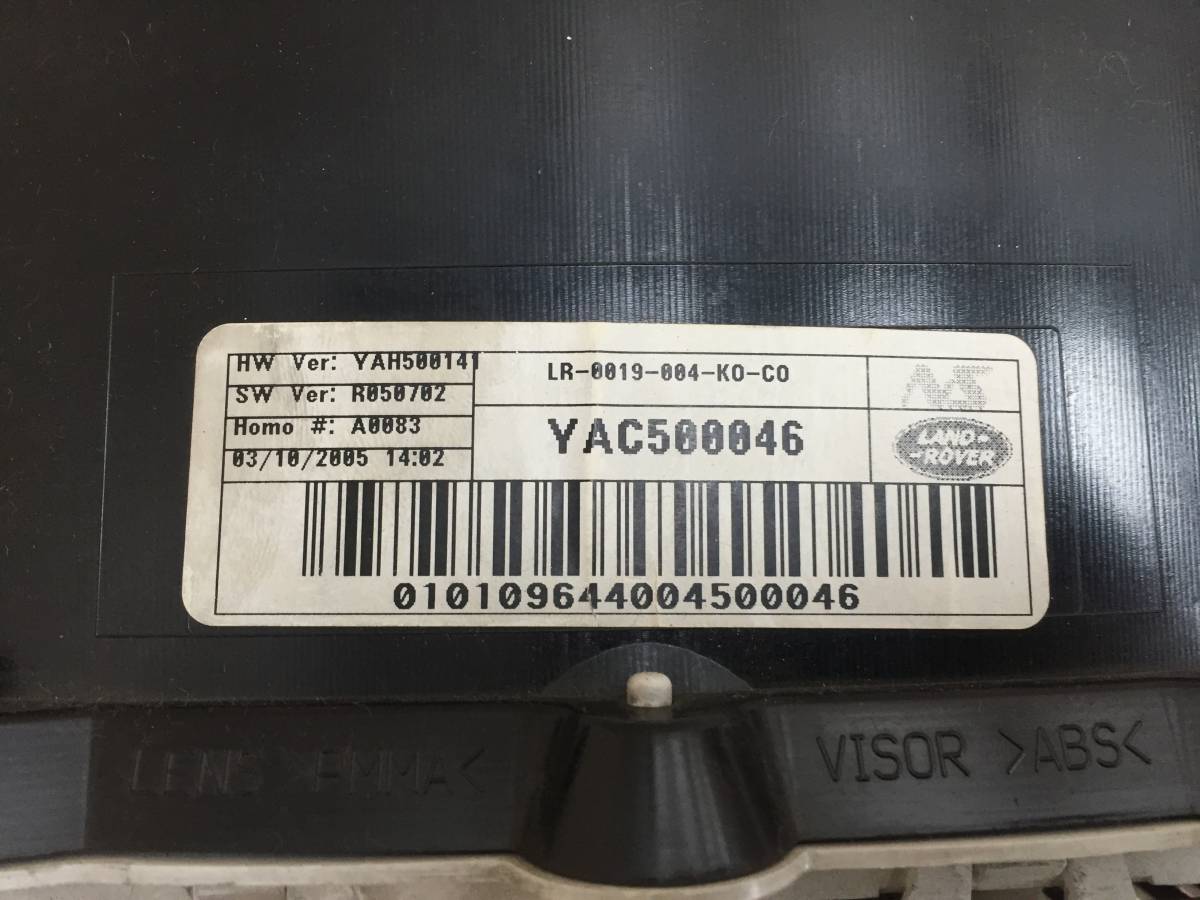 HW Ver: YAH500141
SW Ver: R050702
Homo #: A0083
03/10/2005 14:02
LR-0019-004-KO-CO
YAC500046
LAND-
-ROVER
010109644004500046
LENS >PMMA<
VISOR >ABS<